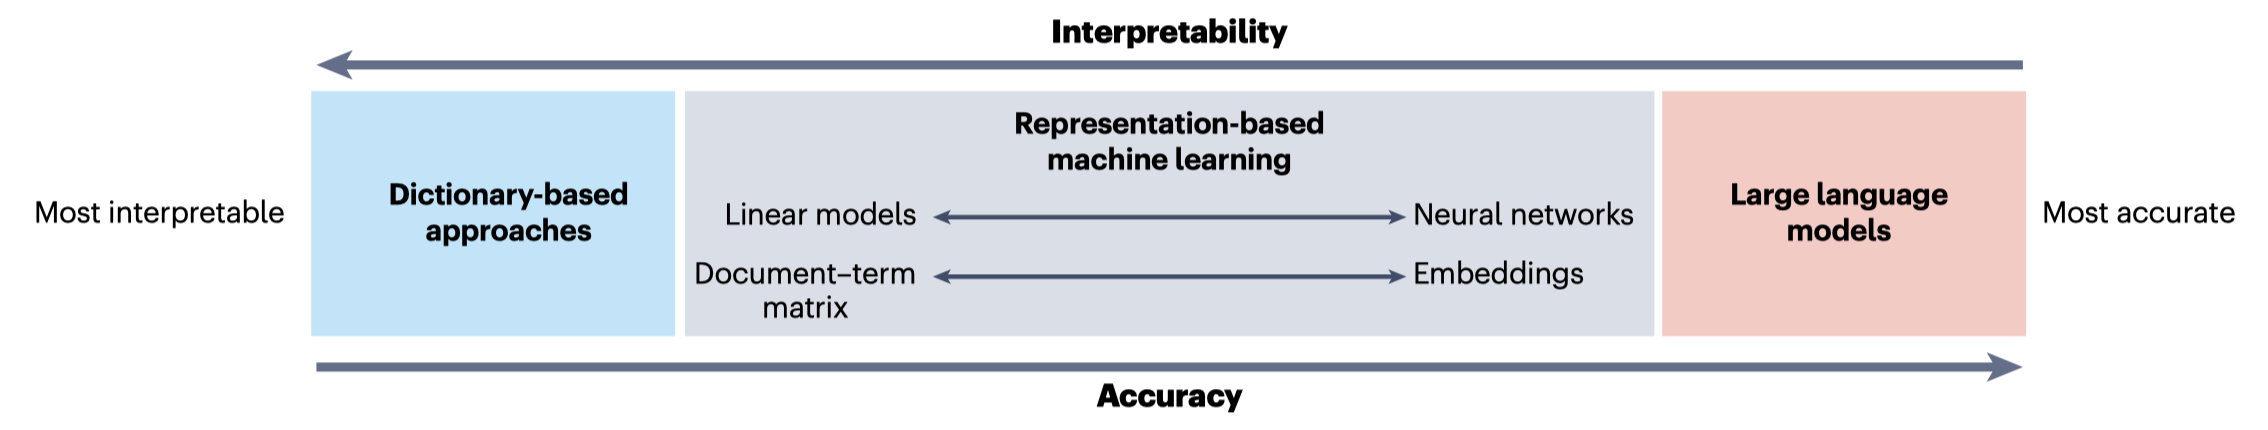 Interpretability
Most interpretable
Dictionary-based
approaches
Representation-based
machine learning
Linear models
Neural networks
Document–term
matrix
Embeddings
Large language
models
Most accurate
Accuracy